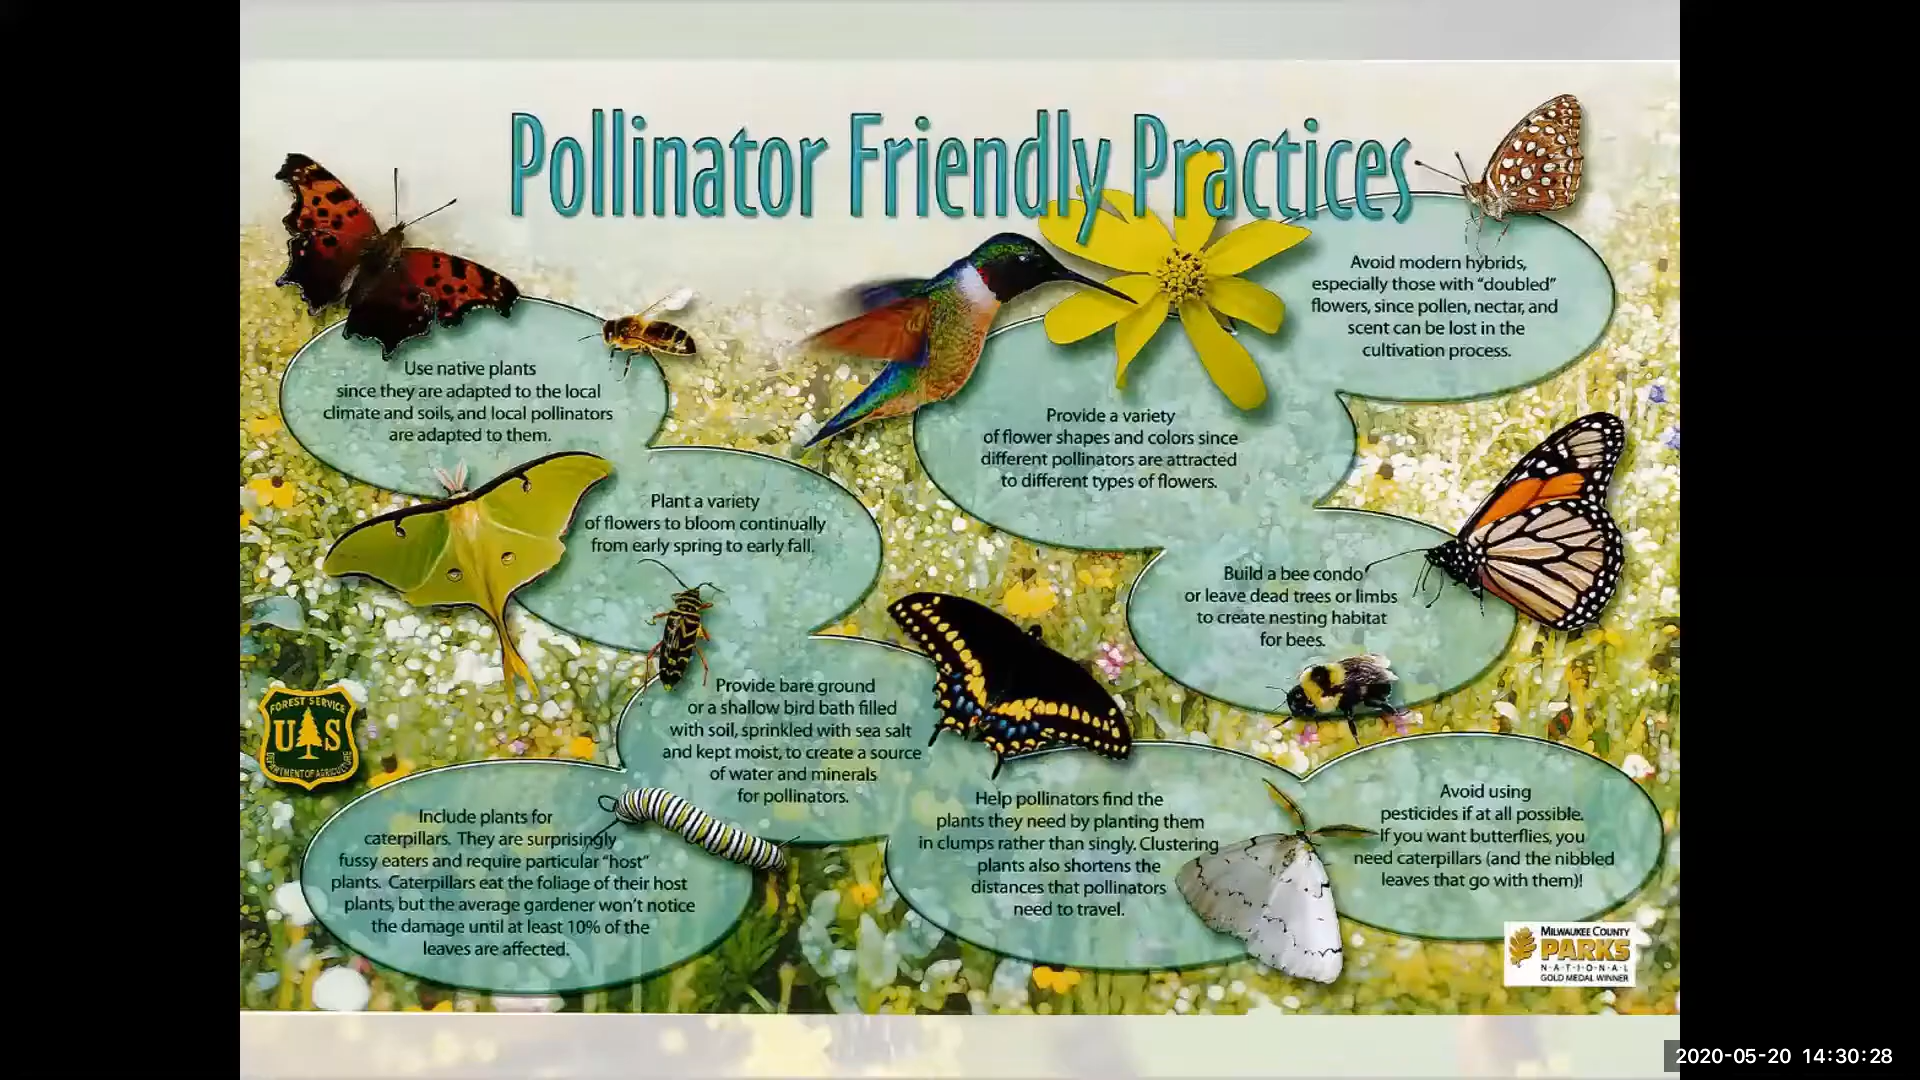 Pollinator Friendly Practices
Use native plants
since they are adapted to the local
climate and soils, and local pollinators
are adapted to them.
Plant a variety
of flowers to bloom continually
from early spring to early fall.
Provide bare ground
or a shallow bird bath filled
with soil, sprinkled with sea salt
and kept moist, to create a source
of water and minerals
for pollinators.
Include plants for
caterpillars. They are surprisingly
fussy eaters and require particular "host"
plants. Caterpillars eat the foliage of their host
plants, but the average gardener won't notice
the damage until at least 10% of the
leaves are affected.
Avoid modern hybrids,
especially those with "doubled"
flowers, since pollen, nectar, and
scent can be lost in the
cultivation process.
Provide a variety
of flower shapes and colors since
different pollinators are attracted
to different types of flowers.
Build a bee condo
or leave dead trees or limbs
to create nesting habitat
for bees.
Help pollinators find the
plants they need by planting them
in clumps rather than singly. Clustering
plants also shortens the
distances that pollinators
need to travel.
Avoid using
pesticides if at all possible.
If you want butterflies, you
need caterpillars (and the nibbled
leaves that go with them)!
FOREST SERVICE
U S
DEPARTMENT OF AGRICULTURE
MILWAUKEE COUNTY
PARKS
N·A·T·I·O·N·A·L
GOLD MEDAL WINNER
2020-05-20 14:30:28